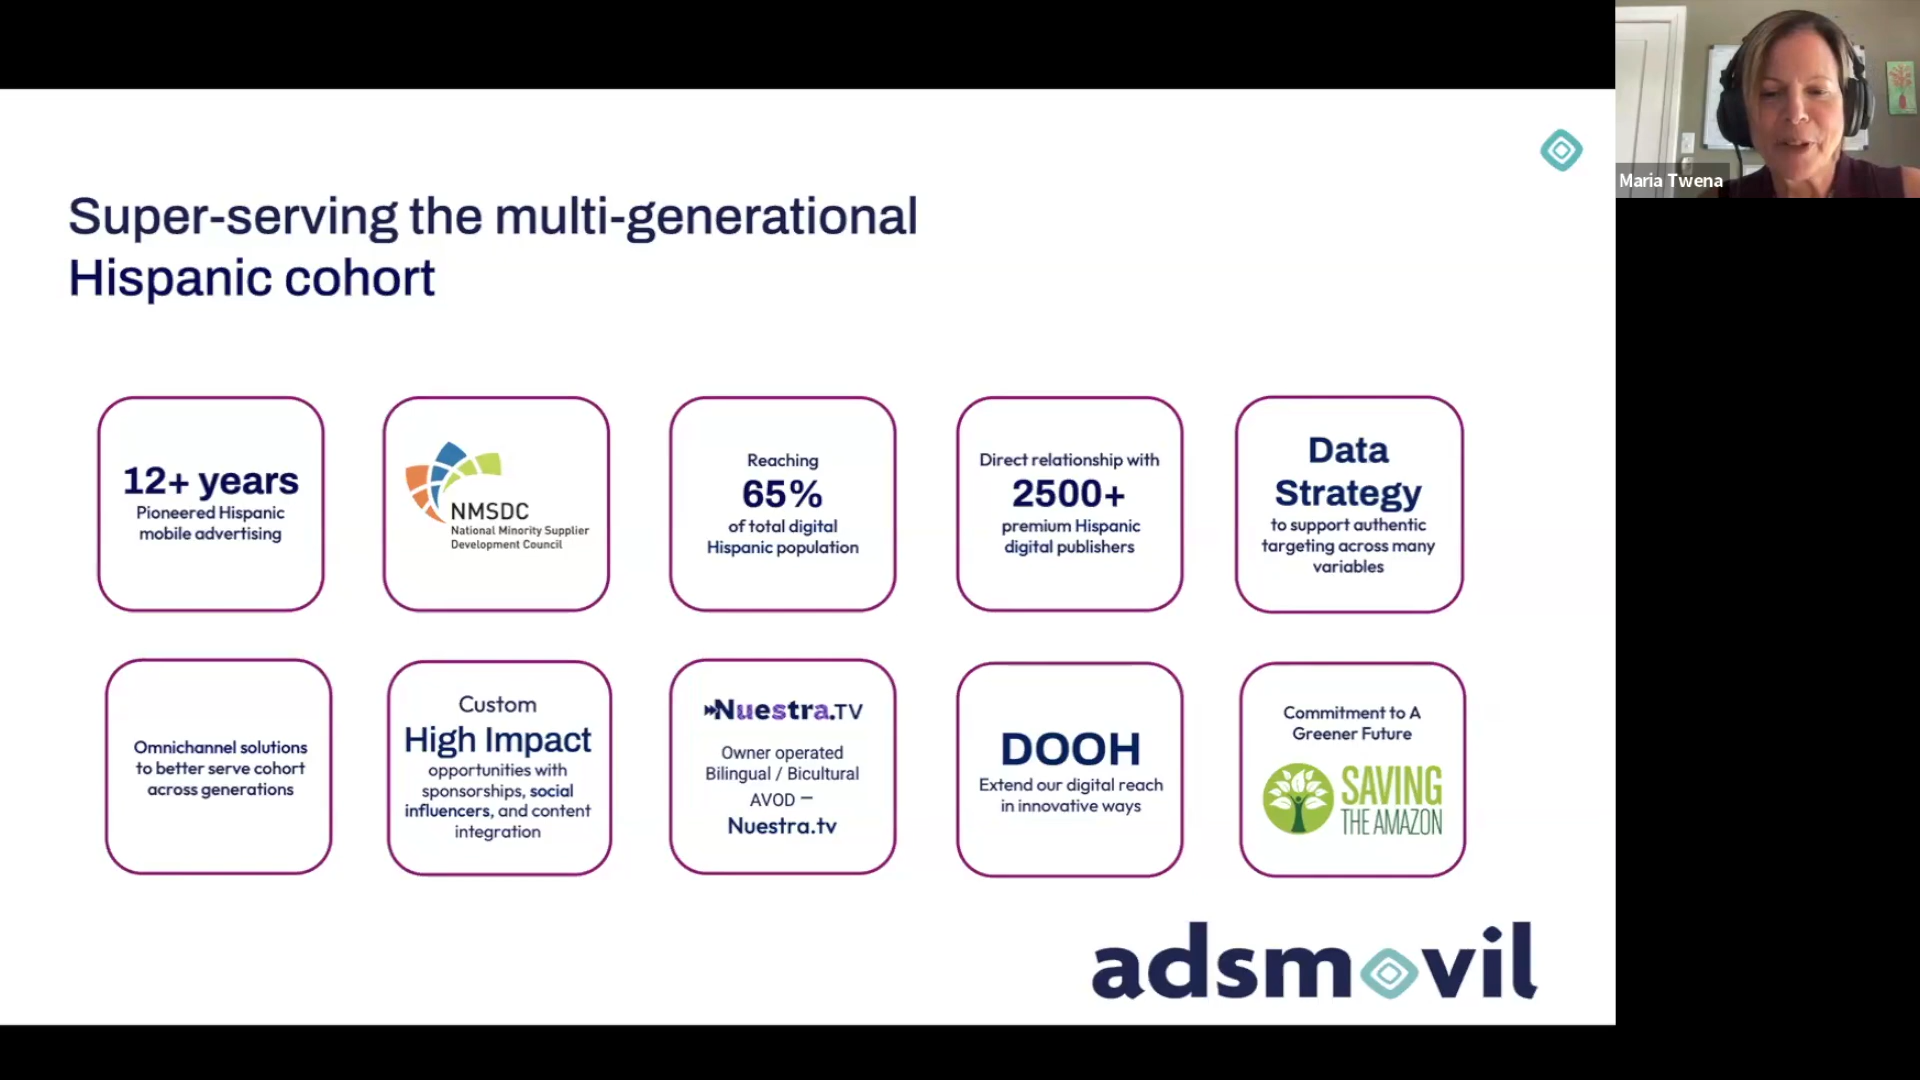 Maria Twena
Super-serving the multi-generational
Hispanic cohort
12+ years
Pioneered Hispanic
mobile advertising
NMSDC
National Minority Supplier
Development Council
Reaching
65%
of total digital
Hispanic population
Direct relationship with
2500+
premium Hispanic
digital publishers
Data
Strategy
to support authentic
targeting across many
variables
Omnichannel solutions
to better serve cohort
across generations
Custom
High Impact
opportunities with
sponsorships, social
influencers, and content
integration
Nuestra.TV
Owner operated
Bilingual / Bicultural
AVOD –
Nuestra.tv
DOOH
Extend our digital reach
in innovative ways
Commitment to A
Greener Future
SAVING
THE AMAZON
adsmovil